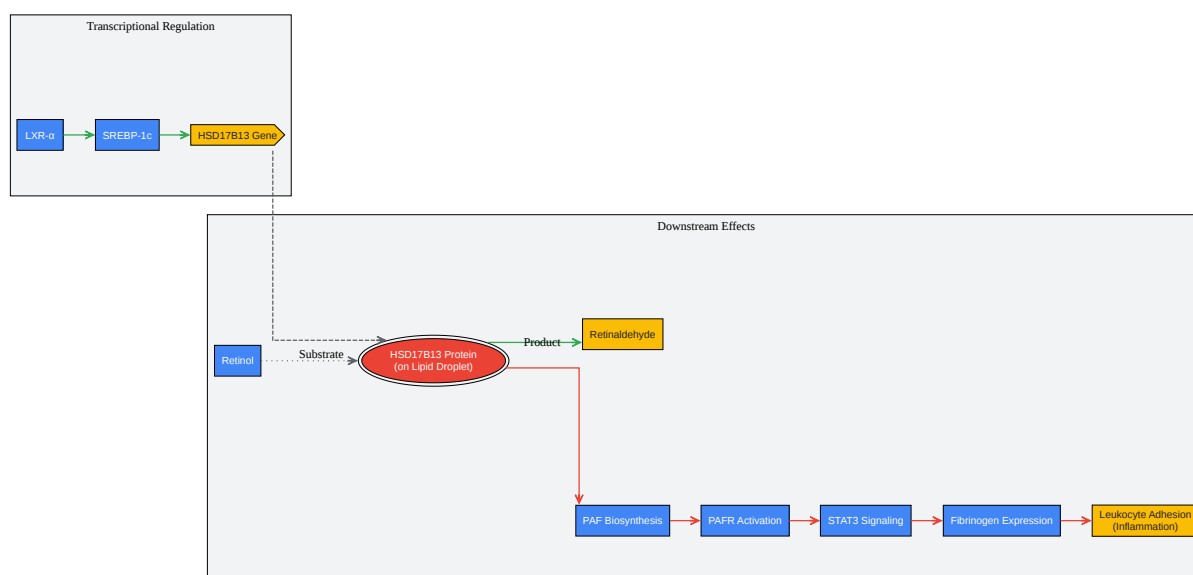 Transcriptional Regulation
LXR-α
SREBP-1c
HSD17B13 Gene
Downstream Effects
Retinol
Substrate
HSD17B13 Protein
(on Lipid Droplet)
Product
Retinaldehyde
PAF Biosynthesis
PAFR Activation
STAT3 Signaling
Fibrinogen Expression
Leukocyte Adhesion
(Inflammation)